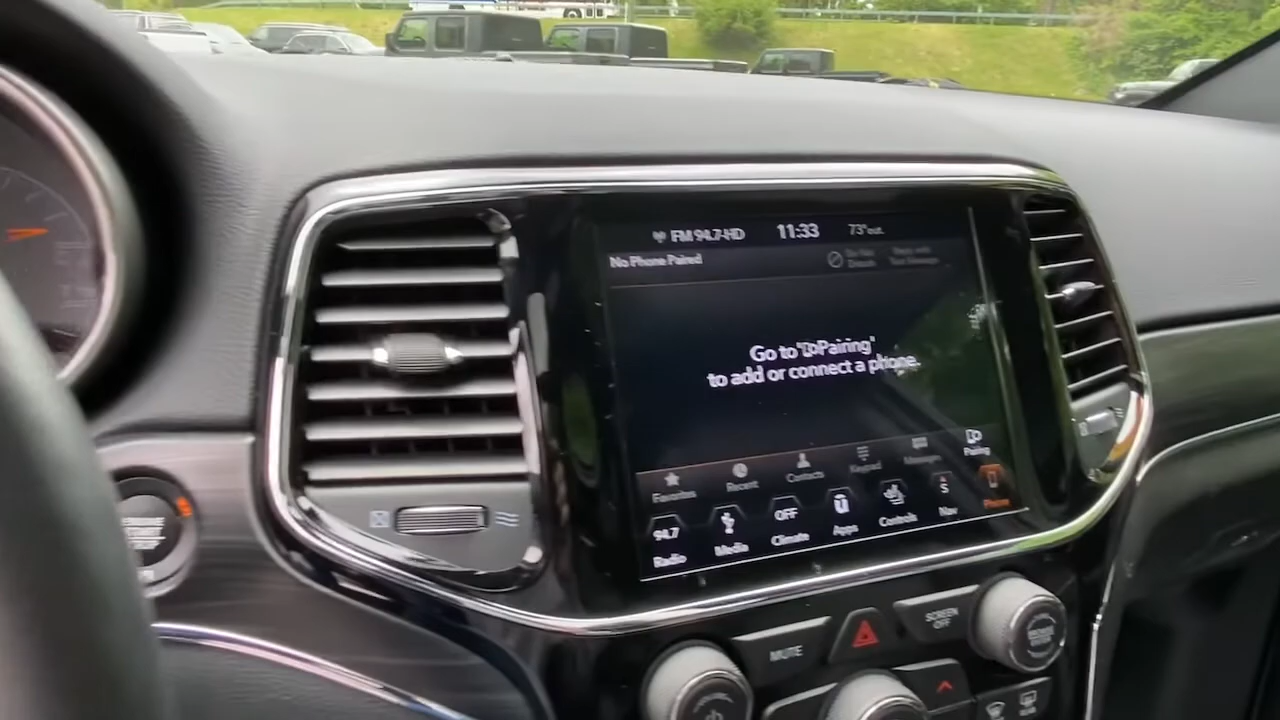 FM 94.7-HD 11:33 73°out
No Phone Paired
Go to 'Pairing'
to add or connect a phone.
Favorites Recent Contacts Keypad Messages Pairing
94.7 OFF S
Radio Media Climate Apps Controls Nav Phone
MUTE
SCREEN
OFF